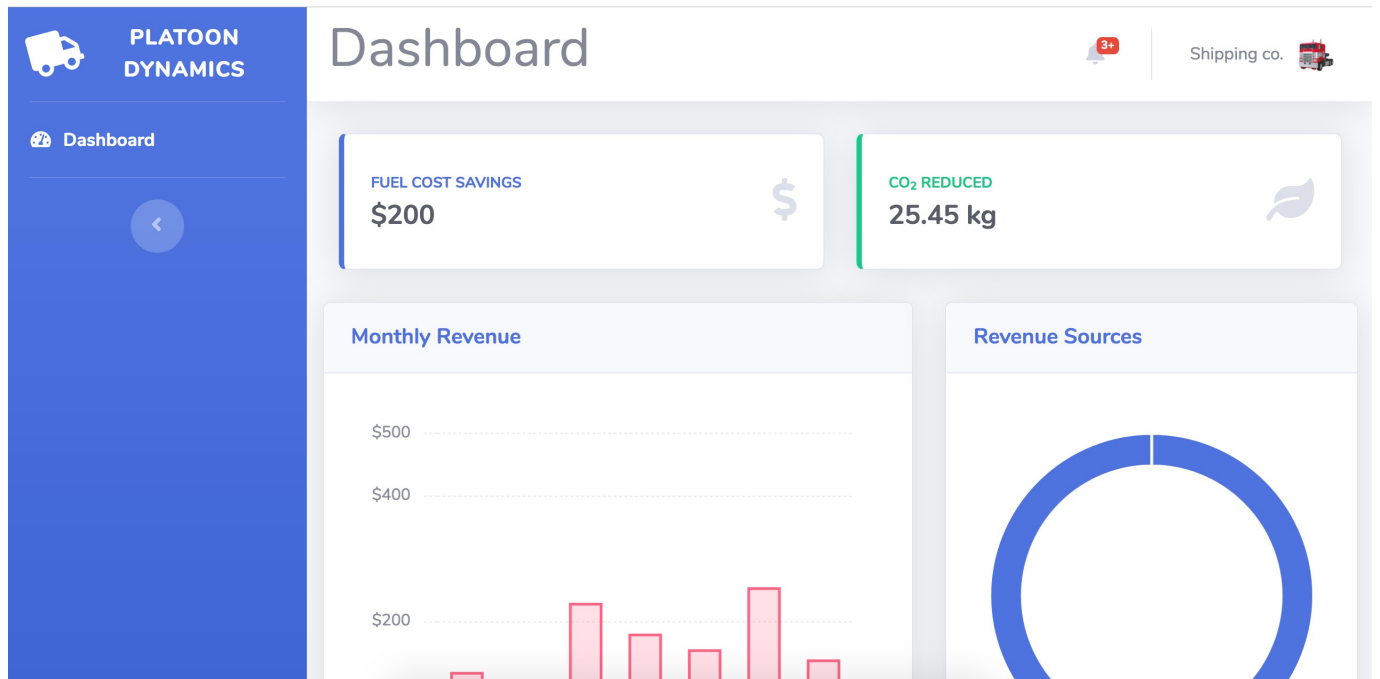 PLATOON
DYNAMICS
Dashboard
Dashboard
3+
Shipping co.
FUEL COST SAVINGS
$200
$
CO₂ REDUCED
25.45 kg
Monthly Revenue
$500
$400
$200
Revenue Sources